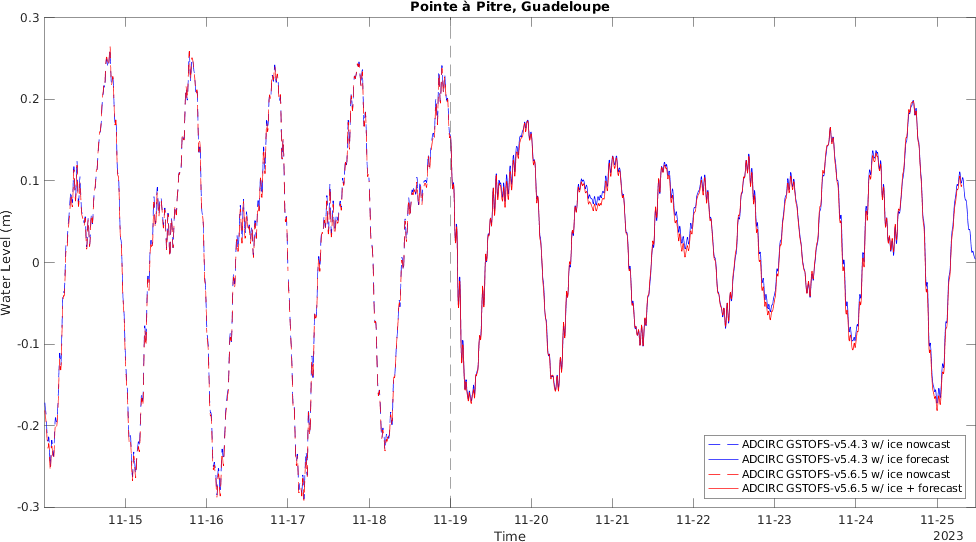 Pointe à Pitre, Guadeloupe
0.3
0.2
0.1
0
-0.1
-0.2
-0.3
Water Level (m)
ADCIRC GSTOFS-v5.4.3 w/ ice nowcast
ADCIRC GSTOFS-v5.4.3 w/ ice forecast
ADCIRC GSTOFS-v5.6.5 w/ ice nowcast
ADCIRC GSTOFS-v5.6.5 w/ ice + forecast
11-15 11-16 11-17 11-18 11-19 11-20 11-21 11-22 11-23 11-24 11-25
Time
2023